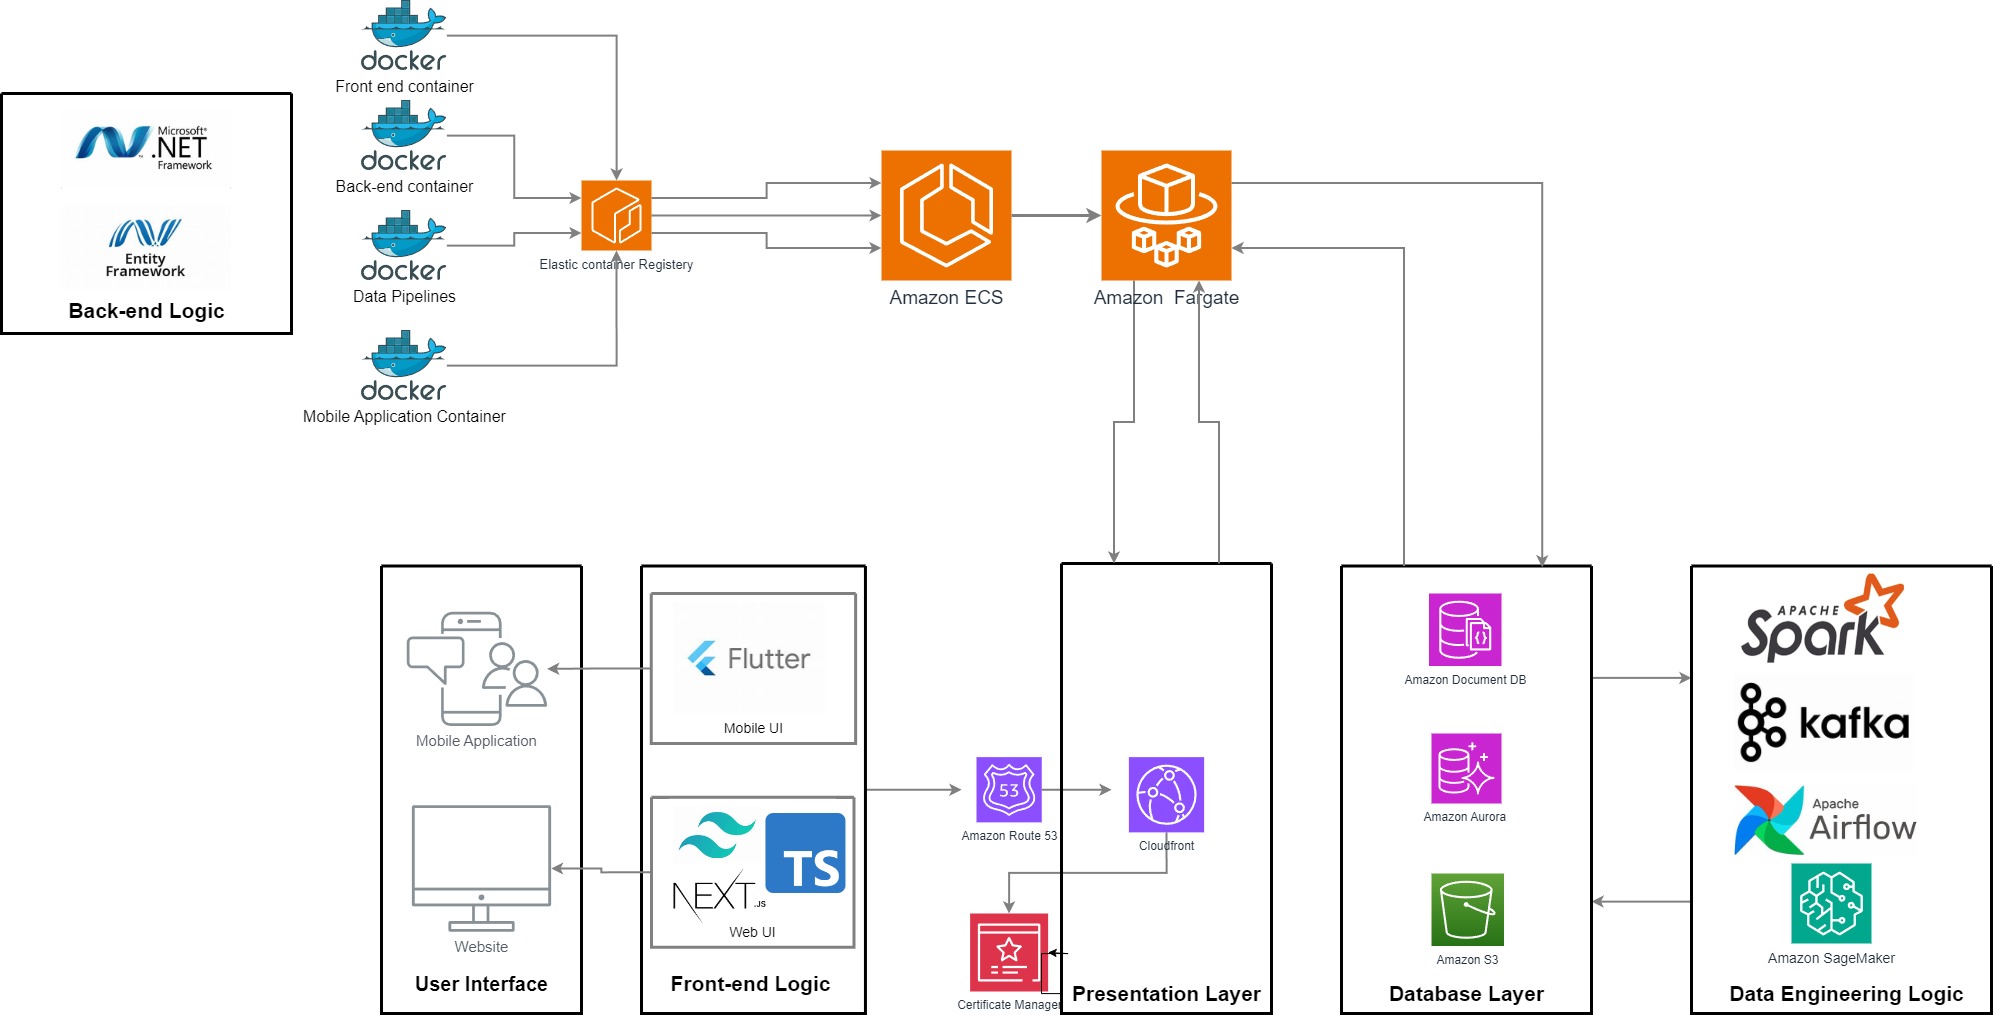 docker
Front end container
docker
Back-end container
docker
Data Pipelines
docker
Mobile Application Container
Microsoft®
.NET
Framework
Entity
Framework
Back-end Logic
Elastic container Registery
Amazon ECS
Amazon Fargate
Mobile Application
Website
User Interface
Flutter
Mobile UI
TS
NEXT.JS
Web UI
Front-end Logic
53
Amazon Route 53
Cloudfront
Certificate Manager
Presentation Layer
Amazon Document DB
Amazon Aurora
Amazon S3
Database Layer
APACHE
Spark
kafka
Apache
Airflow
Amazon SageMaker
Data Engineering Logic